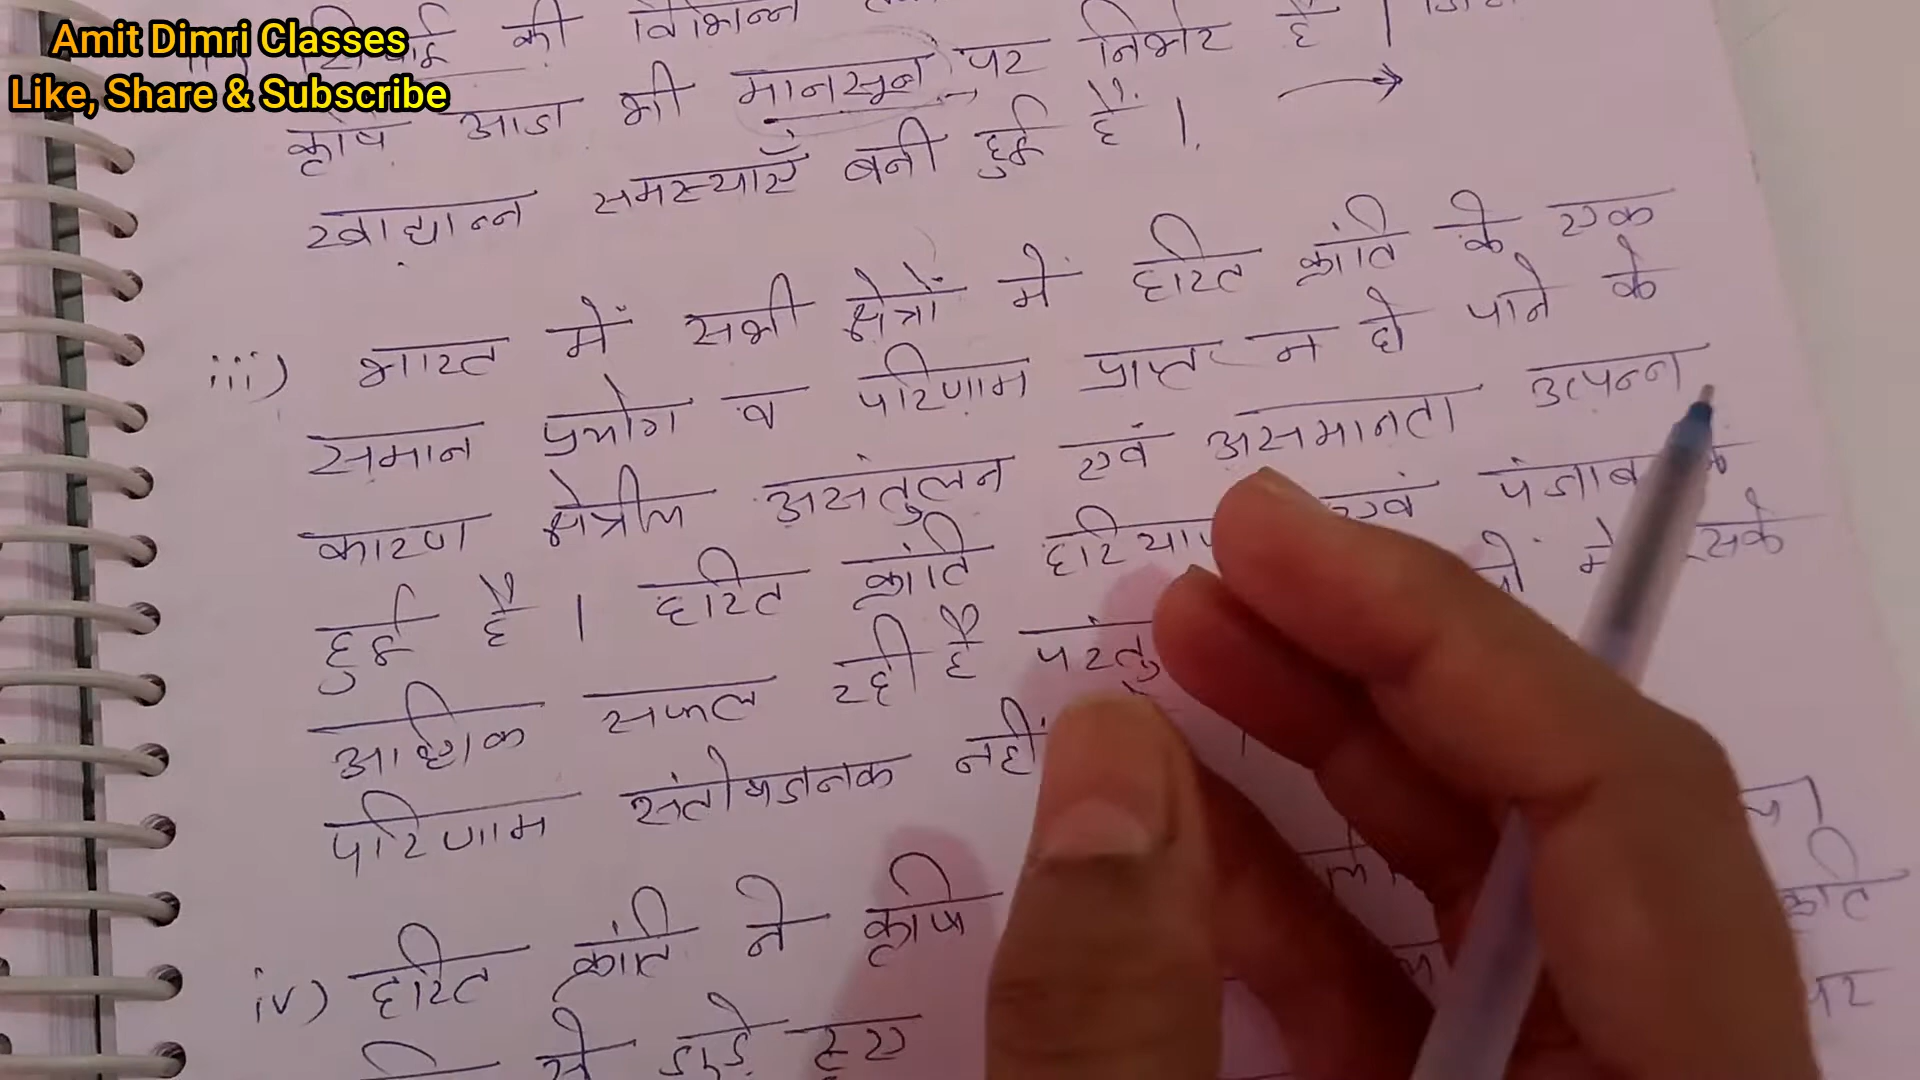 Amit Dimri Classes
Like, Share & Subscribe
की विभिन्न
कृषि आज भी मानसून पर निर्भर है।
खाद्यान्न समस्याएँ बनी हुई हैं।
iii) भारत में सभी क्षेत्रों में हरित क्रांति के एक
समान प्रयोग व परिणाम प्राप्त न हो पाने के
कारण क्षेत्रीय असंतुलन एवं असमानता उत्पन्न
हुई है। हरित क्रांति एवं पंजाब
अधिक सफल रही है परंतु में
परिणाम संतोषजनक नहीं
iv) हरित क्रांति ने कृषि क्रांति
से जुड़े हुए पर